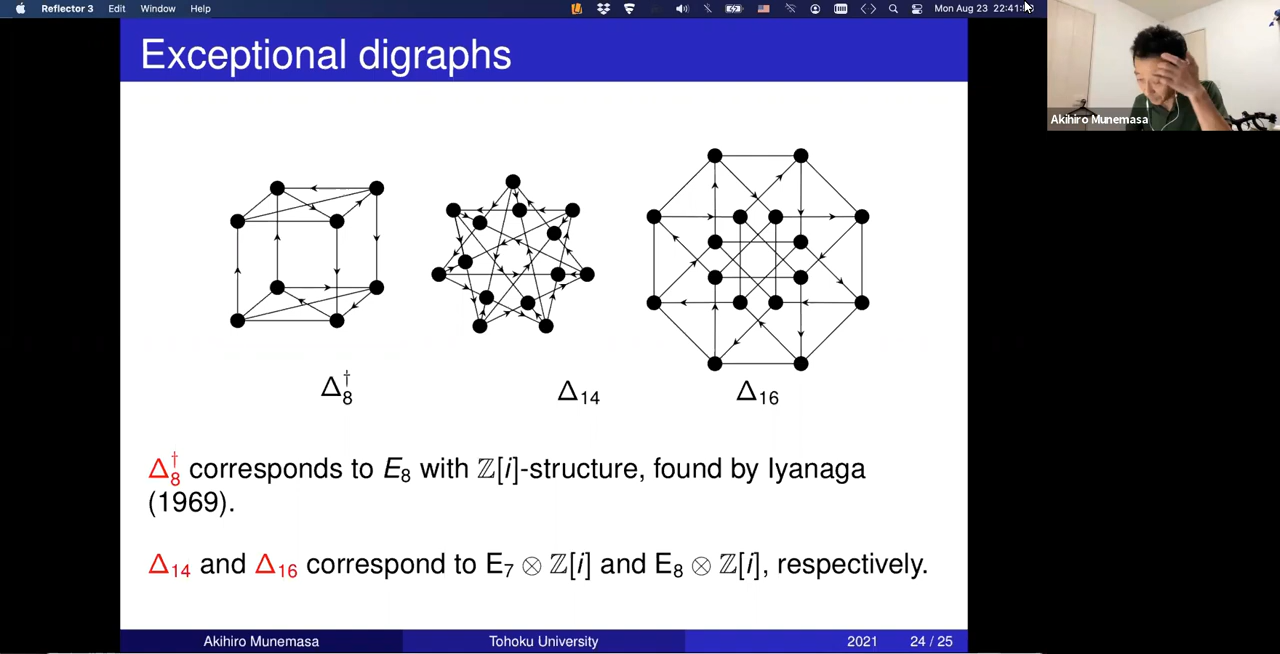 Reflector 3 Edit Window Help
Mon Aug 23 22:41
Exceptional digraphs
Akihiro Munemasa
Δ†8 Δ14 Δ16
Δ†8 corresponds to E8 with ℤ[i]-structure, found by Iyanaga
(1969).
Δ14 and Δ16 correspond to E7 ⊗ ℤ[i] and E8 ⊗ ℤ[i], respectively.
Akihiro Munemasa Tohoku University 2021 24 / 25